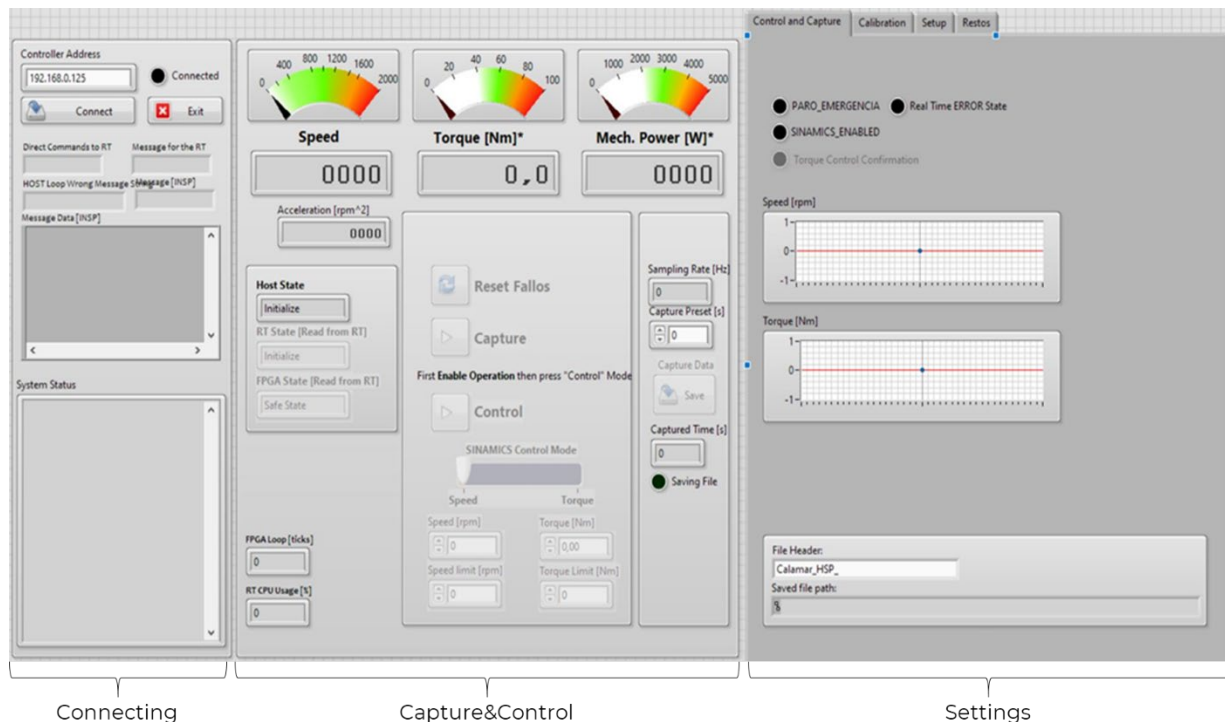 Controller Address
192.168.0.125
Connected
Connect
Exit
Direct Commands to RT
Message for the RT
HOST Loop Wrong Message String
Message [INSP]
Message Data [INSP]
System Status
0 400 800 1200 1600 2000
Speed
0000
0 20 40 60 80 100
Torque [Nm]*
0,0
0 1000 2000 3000 4000 5000
Mech. Power [W]*
0000
Acceleration [rpm^2]
0000
Host State
Initialize
RT State [Read from RT]
Initialize
FPGA State [Read from RT]
Safe State
FPGA Loop [ticks]
0
RT CPU Usage [%]
0
Reset Fallos
Capture
First Enable Operation then press "Control" Mode
Control
SINAMICS Control Mode
Speed Torque
Speed [rpm]
0
Torque [Nm]
0,00
Speed limit [rpm]
0
Torque Limit [Nm]
0
Sampling Rate [Hz]
0
Capture Preset [s]
0
Capture Data
Save
Captured Time [s]
0
Saving File
Control and Capture
Calibration
Setup
Restos
PARO_EMERGENCIA
Real Time ERROR State
SINAMICS_ENABLED
Torque Control Confirmation
Speed [rpm]
1
0
-1
Torque [Nm]
1
0
-1
File Header:
Calamar_HSP_
Saved file path:
Connecting
Capture&Control
Settings